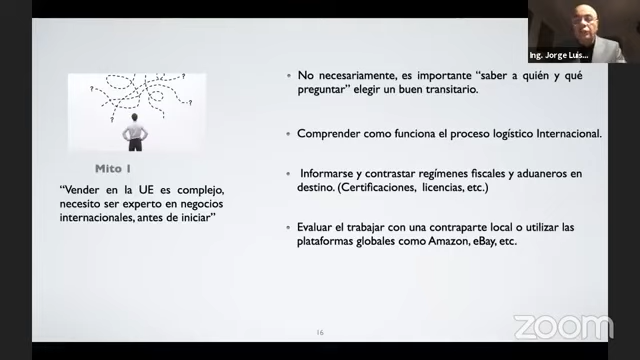 Ing. Jorge Luis...
No necesariamente, es importante “saber a quién y qué
preguntar” elegir un buen transitario.
Comprender como funciona el proceso logístico Internacional.
Informarse y contrastar regímenes fiscales y aduaneros en
destino. (Certificaciones, licencias, etc.)
Evaluar el trabajar con una contraparte local o utilizar las
plataformas globales como Amazon, eBay, etc.
? ? ? ?
Mito 1
“Vender en la UE es complejo,
necesito ser experto en negocios
internacionales, antes de iniciar”
16
zoom